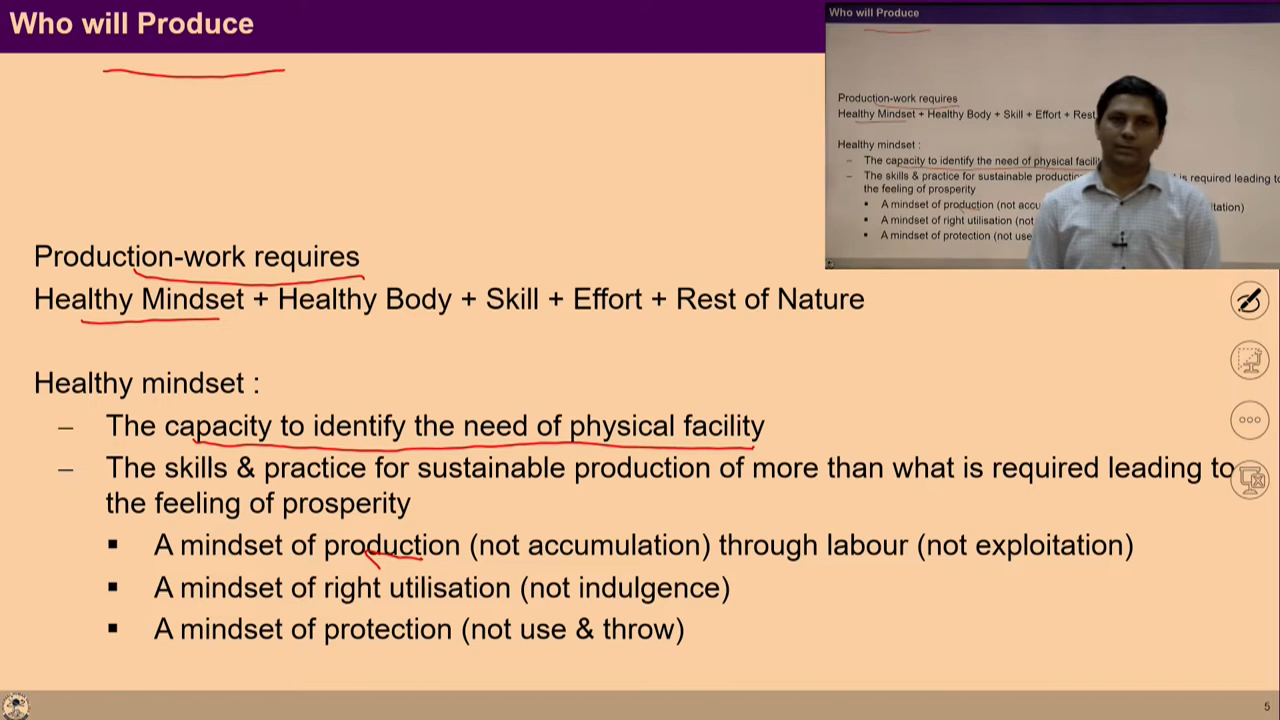 Who will Produce
Production-work requires
Healthy Mindset + Healthy Body + Skill + Effort + Rest of Nature
Healthy mindset :
– The capacity to identify the need of physical facility
– The skills & practice for sustainable production of more than what is required leading to
the feeling of prosperity
▪ A mindset of production (not accumulation) through labour (not exploitation)
▪ A mindset of right utilisation (not indulgence)
▪ A mindset of protection (not use & throw)
5
Who will Produce
Production-work requires
Healthy Mindset + Healthy Body + Skill + Effort + Rest
Healthy mindset :
– The capacity to identify the need of physical
– The skills & practice for sustainable is required leading to
the feeling of prosperity
▪ A mindset of production (not
▪ A mindset of right utilisation (not
▪ A mindset of protection (not use